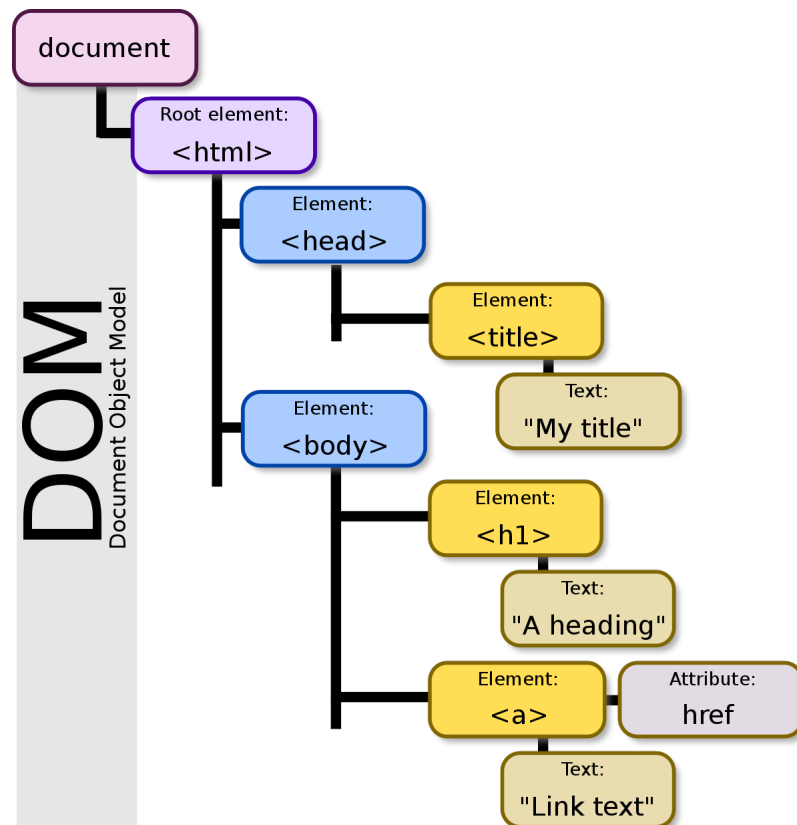 document
Root element:
<html>
Element:
<head>
Element:
<title>
Text:
"My title"
DOM
Document Object Model
Element:
<body>
Element:
<h1>
Text:
"A heading"
Element:
<a>
Attribute:
href
Text:
"Link text"